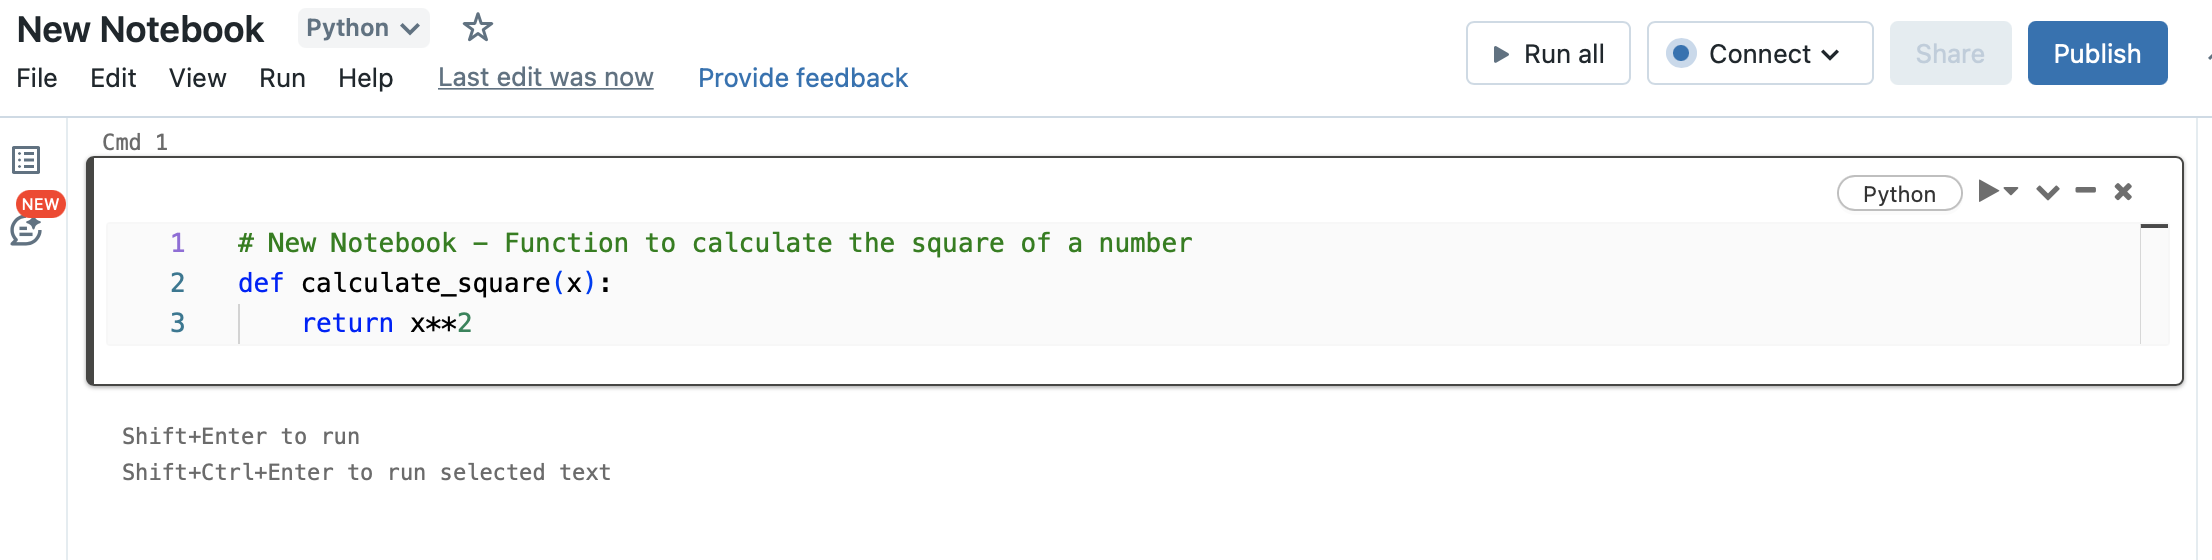 New Notebook Python
File Edit View Run Help Last edit was now Provide feedback
Run all Connect Share Publish
NEW
Cmd 1
Python
1 # New Notebook - Function to calculate the square of a number
2 def calculate_square(x):
3 return x**2
Shift+Enter to run
Shift+Ctrl+Enter to run selected text